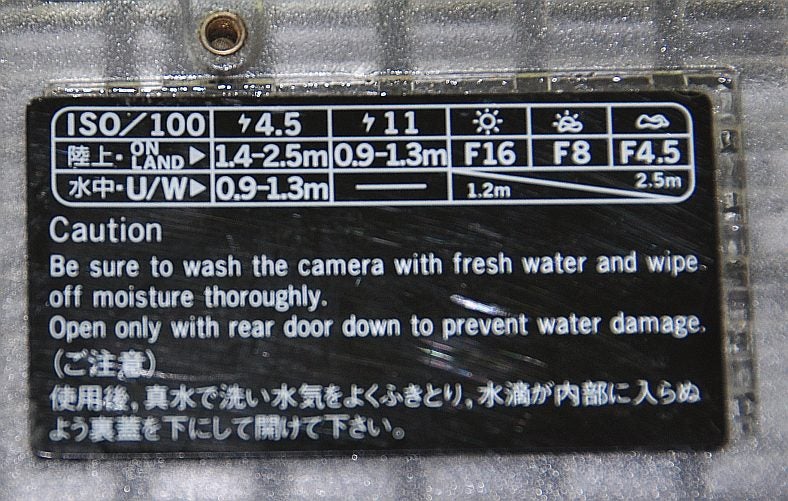 ISO/100 4.5 11
陸上・ON LAND▶ 1.4-2.5m 0.9-1.3m F16 F8 F4.5
水中・U/W▶ 0.9-1.3m — 1.2m 2.5m
Caution
Be sure to wash the camera with fresh water and wipe
off moisture thoroughly.
Open only with rear door down to prevent water damage.
(ご注意)
使用後,真水で洗い水気をよくふきとり,水滴が内部に入らぬ
よう裏蓋を下にして開けて下さい。